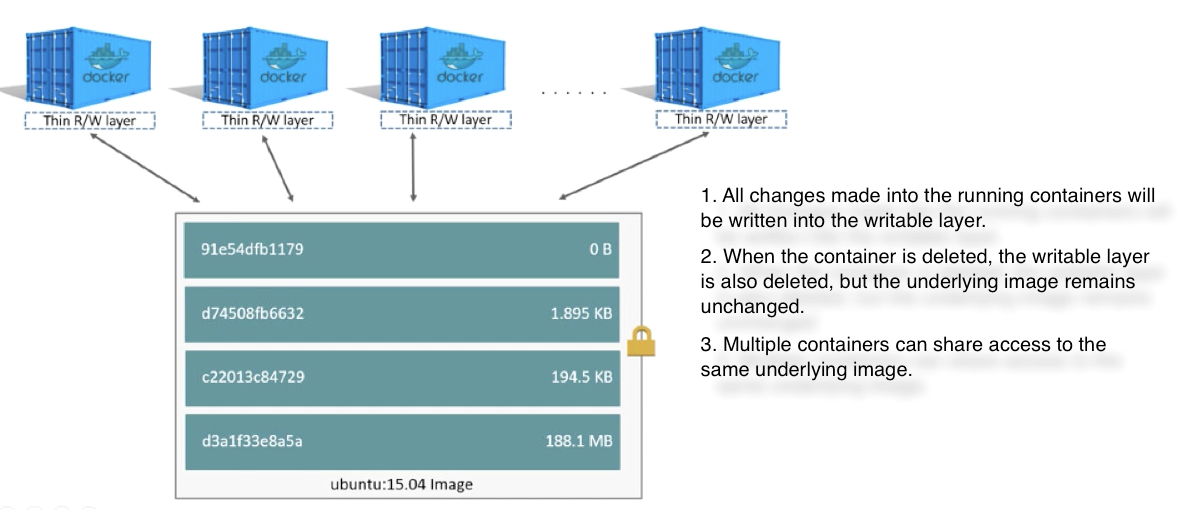 docker docker docker docker
Thin R/W layer Thin R/W layer Thin R/W layer . . . . . . Thin R/W layer
91e54dfb1179 0 B
d74508fb6632 1.895 KB
c22013c84729 194.5 KB
d3a1f33e8a5a 188.1 MB
ubuntu:15.04 Image
1. All changes made into the running containers will
be written into the writable layer.
2. When the container is deleted, the writable layer
is also deleted, but the underlying image remains
unchanged.
3. Multiple containers can share access to the
same underlying image.